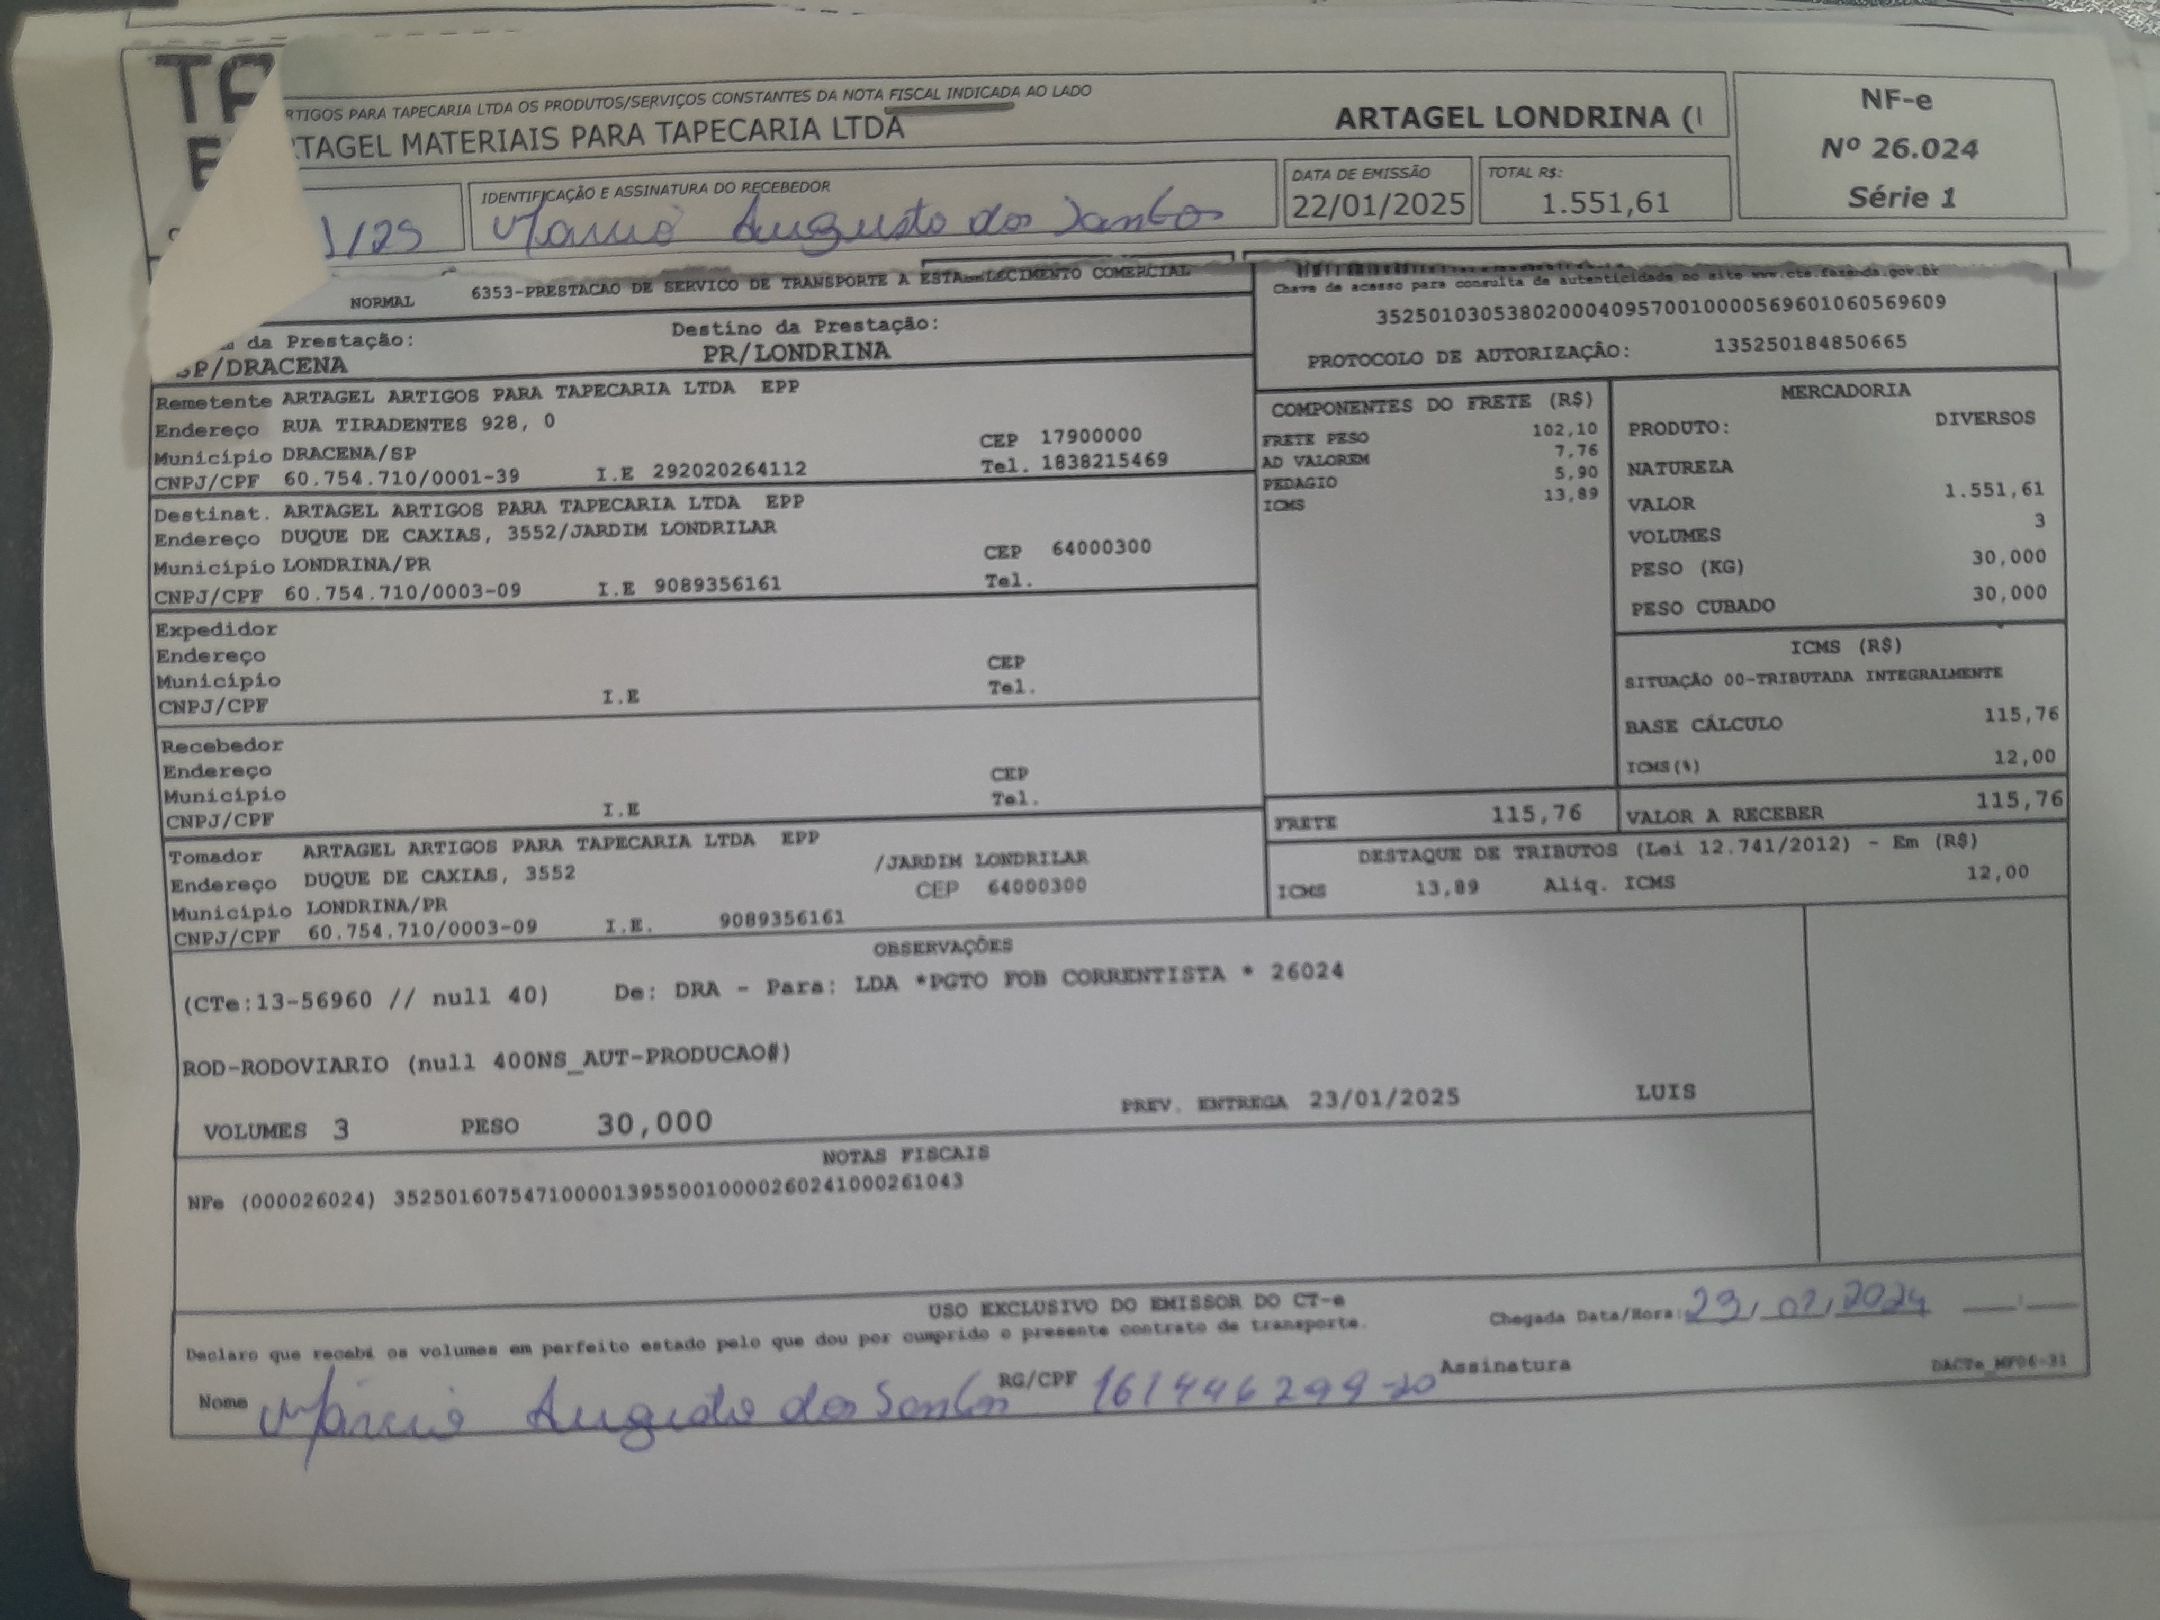 RTIGOS PARA TAPECARIA LTDA OS PRODUTOS/SERVIÇOS CONSTANTES DA NOTA FISCAL INDICADA AO LADO
TAGEL MATERIAIS PARA TAPECARIA LTDA
ARTAGEL LONDRINA (
NF-e
Nº 26.024
Série 1
IDENTIFICAÇÃO E ASSINATURA DO RECEBEDOR
DATA DE EMISSÃO
TOTAL R$:
/25
Marcio Augusto dos Santos
22/01/2025
1.551,61
NORMAL
6353-PRESTACAO DE SERVICO DE TRANSPORTE A ESTABELECIMENTO COMERCIAL
Chave de acesso para consulta de autenticidade no site www.cte.fazenda.gov.br
35250103053802000409570010000569601060569609
PROTOCOLO DE AUTORIZAÇÃO: 135250184850665
da Prestação:
SP/DRACENA
Destino da Prestação:
PR/LONDRINA
Remetente ARTAGEL ARTIGOS PARA TAPECARIA LTDA EPP
Endereço RUA TIRADENTES 928, 0
CEP 17900000
Município DRACENA/SP
Tel. 1838215469
CNPJ/CPF 60.754.710/0001-39 I.E 292020264112
Destinat. ARTAGEL ARTIGOS PARA TAPECARIA LTDA EPP
Endereço DUQUE DE CAXIAS, 3552/JARDIM LONDRILAR
CEP 64000300
Município LONDRINA/PR
Tel.
CNPJ/CPF 60.754.710/0003-09 I.E 9089356161
Expedidor
Endereço
CEP
Município
Tel.
CNPJ/CPF I.E
Recebedor
Endereço
CEP
Município
Tel.
CNPJ/CPF I.E
Tomador ARTAGEL ARTIGOS PARA TAPECARIA LTDA EPP
Endereço DUQUE DE CAXIAS, 3552 /JARDIM LONDRILAR
CEP 64000300
Município LONDRINA/PR
CNPJ/CPF 60.754.710/0003-09 I.E. 9089356161
COMPONENTES DO FRETE (R$)
FRETE PESO 102,10
AD VALOREM 7,76
PEDAGIO 5,90
ICMS 13,89
FRETE 115,76
MERCADORIA
PRODUTO: DIVERSOS
NATUREZA
VALOR 1.551,61
VOLUMES 3
PESO (KG) 30,000
PESO CUBADO 30,000
ICMS (R$)
SITUAÇÃO 00-TRIBUTADA INTEGRALMENTE
BASE CÁLCULO 115,76
ICMS(%) 12,00
VALOR A RECEBER 115,76
DESTAQUE DE TRIBUTOS (Lei 12.741/2012) - Em (R$)
ICMS 13,89 Aliq. ICMS 12,00
OBSERVAÇÕES
(CTe:13-56960 // null 40) De: DRA - Para: LDA *PGTO FOB CORRENTISTA * 26024
ROD-RODOVIARIO (null 400NS_AUT-PRODUCAO#)
VOLUMES 3 PESO 30,000 PREV. ENTREGA 23/01/2025 LUIS
NOTAS FISCAIS
NFe (000026024) 35250160754710000139550010000260241000261043
USO EXCLUSIVO DO EMISSOR DO CT-e
Declaro que recebi os volumes em perfeito estado pelo que dou por cumprido o presente contrato de transporte.
Chegada Data/Hora: 23/01/2024
Nome Márcio Augusto dos Santos RG/CPF Assinatura
DACTe_MF06-33